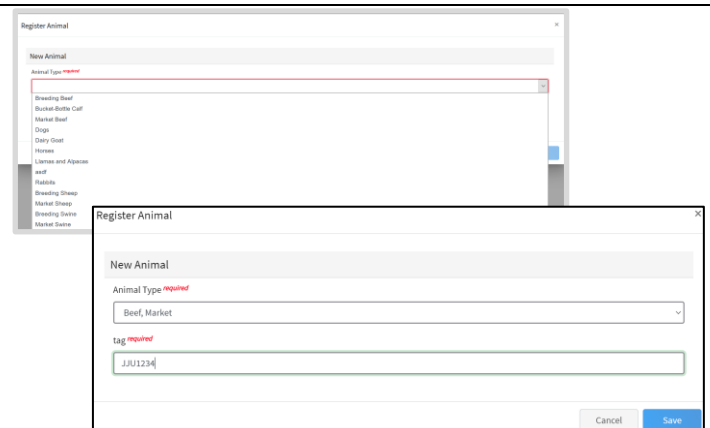 Register Animal ×
New Animal
Animal Type required
Breeding Beef
Bucket-Bottle Calf
Market Beef
Dogs
Dairy Goat
Horses
Llamas and Alpacas
asdf
Rabbits
Breeding Sheep
Market Sheep
Breeding Swine
Market Swine
Register Animal ×
New Animal
Animal Type required
Beef, Market
tag required
JJU1234
Cancel Save